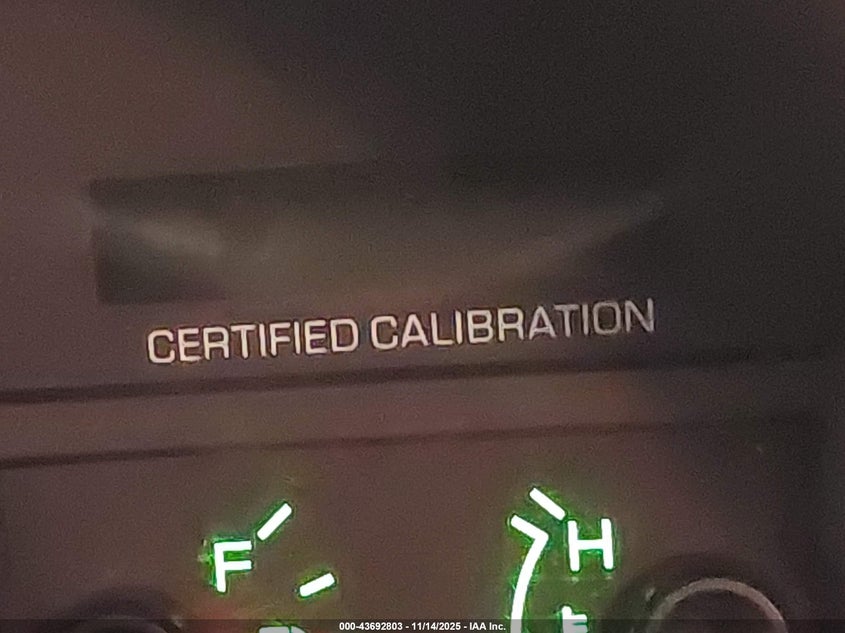 CERTIFIED CALIBRATION
F
H
000-43692803 - 11/14/2025 - IAA Inc.